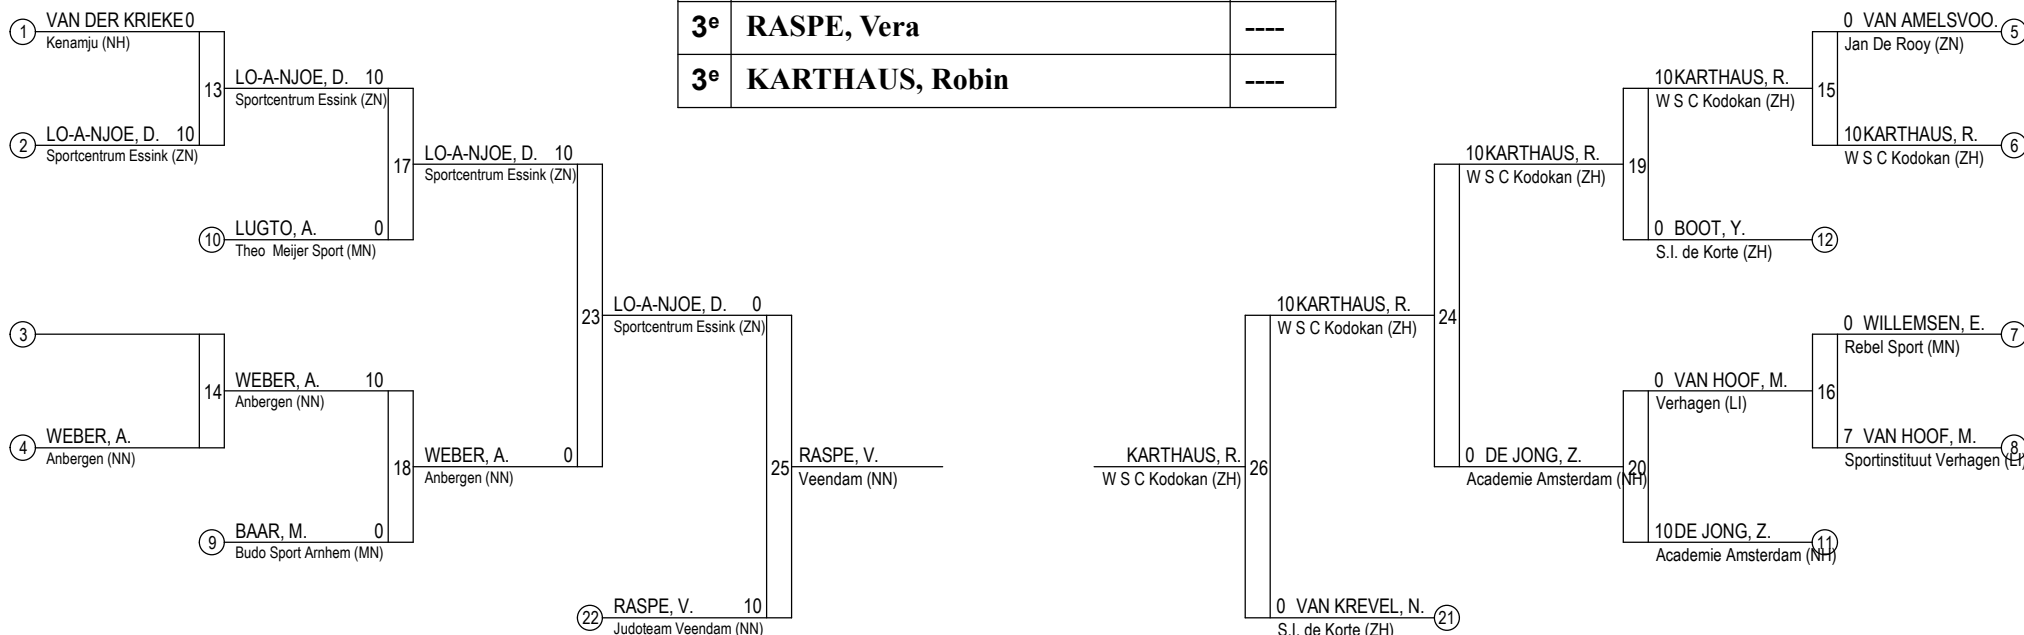 3e RASPE, Vera ----
3e KARTHAUS, Robin ----
1 VAN DER KRIEKE 0
Kenamju (NH)
13
LO-A-NJOE, D. 10
Sportcentrum Essink (ZN)
2 LO-A-NJOE, D. 10
Sportcentrum Essink (ZN)
17
LO-A-NJOE, D. 10
Sportcentrum Essink (ZN)
10 LUGTO, A. 0
Theo Meijer Sport (MN)
23
LO-A-NJOE, D. 0
Sportcentrum Essink (ZN)
3
14
WEBER, A. 10
Anbergen (NN)
4 WEBER, A.
Anbergen (NN)
18
WEBER, A. 0
Anbergen (NN)
9 BAAR, M. 0
Budo Sport Arnhem (MN)
25
RASPE, V.
Veendam (NN)
22 RASPE, V. 10
Judoteam Veendam (NN)
0 VAN AMELSVOO. 5
Jan De Rooy (ZN)
10 KARTHAUS, R.
W S C Kodokan (ZH)
15
10 KARTHAUS, R. 6
W S C Kodokan (ZH)
10 KARTHAUS, R.
W S C Kodokan (ZH)
19
0 BOOT, Y. 12
S.I. de Korte (ZH)
10 KARTHAUS, R.
W S C Kodokan (ZH)
24
0 WILLEMSEN, E. 7
Rebel Sport (MN)
0 VAN HOOF, M.
Verhagen (LI)
16
7 VAN HOOF, M. 8
Sportinstituut Verhagen (LI)
KARTHAUS, R.
W S C Kodokan (ZH)
26
0 DE JONG, Z.
Academie Amsterdam (NH)
20
10 DE JONG, Z. 11
Academie Amsterdam (NH)
0 VAN KREVEL, N. 21
S.I. de Korte (ZH)